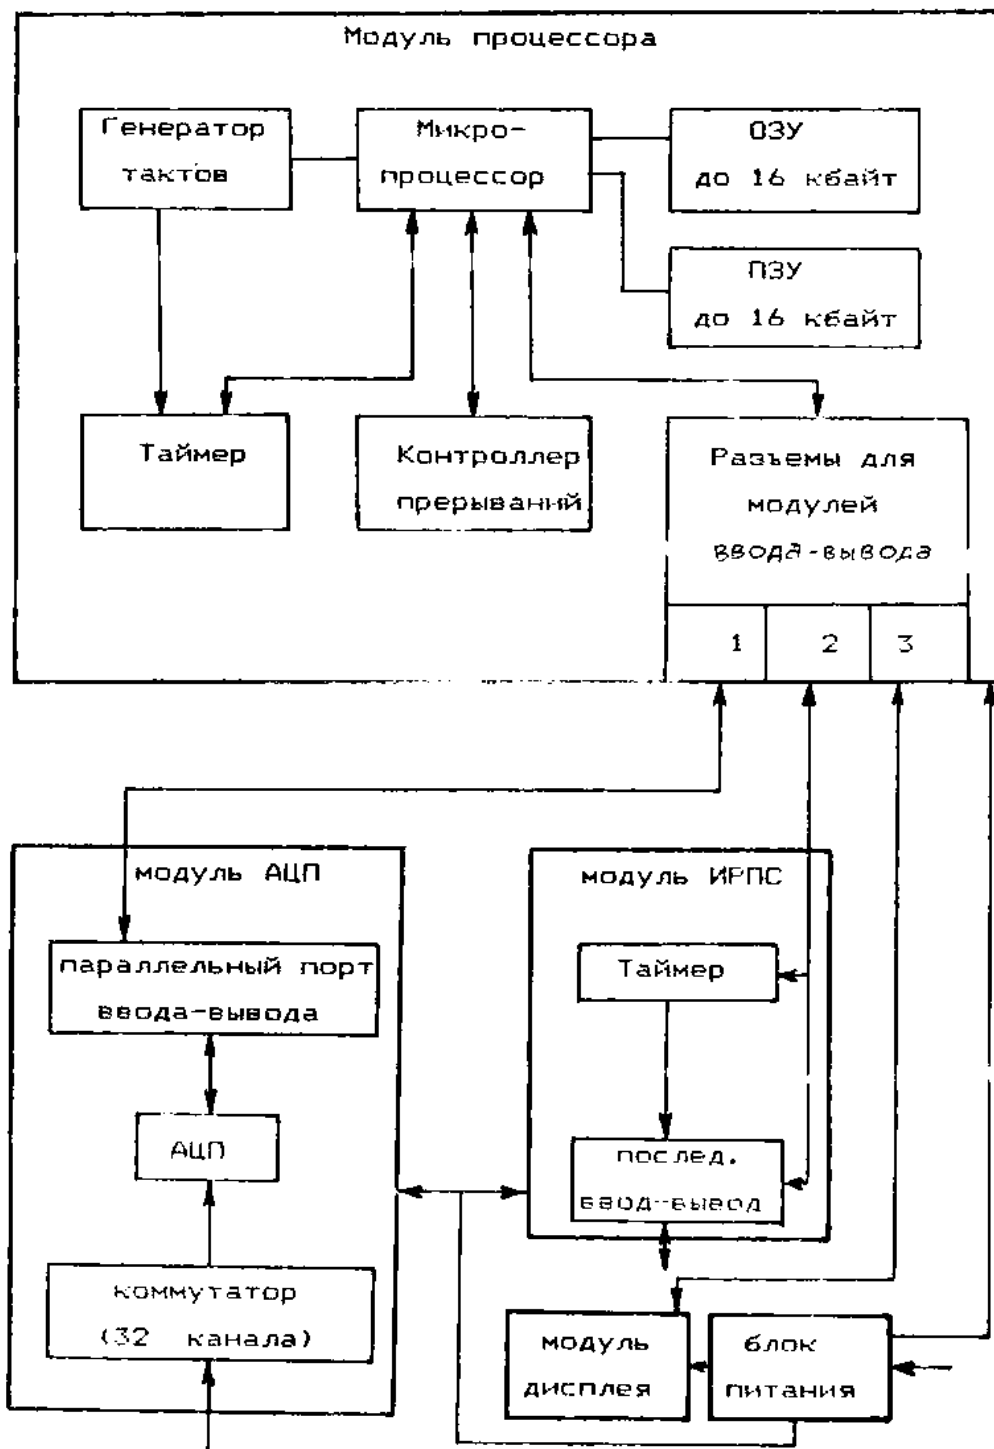 Модуль процессора
Генератор
тактов
Микро-
процессор
ОЗУ
до 16 кбайт
ПЗУ
до 16 кбайт
Таймер
Контроллер
прерываний
Разъемы для
модулей
ввода-вывода
1
2
3
модуль АЦП
параллельный порт
ввода-вывода
АЦП
коммутатор
(32 канала)
модуль ИРПС
Таймер
послед.
ввод-вывод
модуль
дисплея
блок
питания